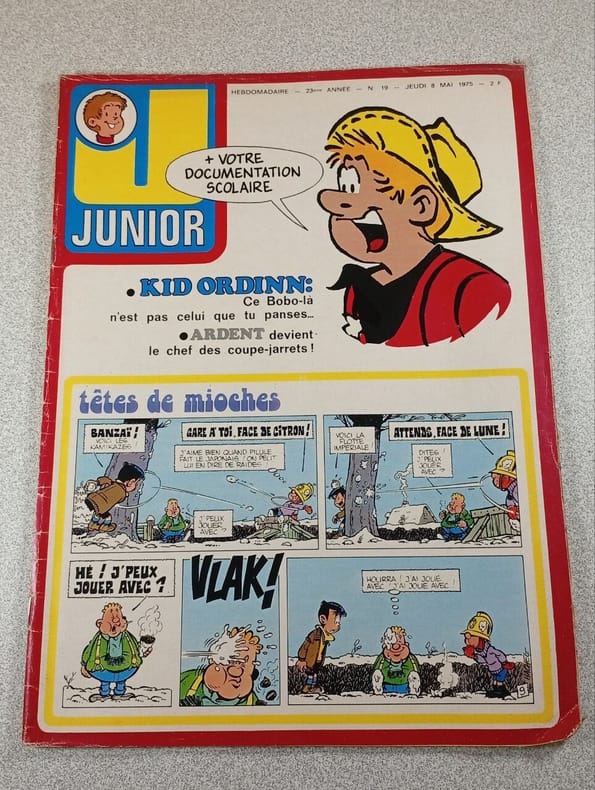 HEBDOMADAIRE — 23ème ANNÉE — N° 19 — JEUDI 8 MAI 1975 — 2 F.
J
JUNIOR
+ VOTRE
DOCUMENTATION
SCOLAIRE
• KID ORDINN:
Ce Bobo-là
n'est pas celui que tu panses...
• ARDENT devient
le chef des coupe-jarrets !
têtes de mioches
BANZAÏ !
VOICI LES
KAMIKAZES
GARE A TOI, FACE DE CITRON !
J'AIME BIEN QUAND PILULE
FAIT LE JAPONAIS ! ON PEUT
LUI EN DIRE DE RAIDES
J'PEUX
JOUER
AVEC ?
VOICI LA
FLOTTE
IMPÉRIALE
ATTENDS, FACE DE LUNE !
DITES !
J'PEUX
JOUER
AVEC ?
HÉ ! J'PEUX
JOUER AVEC ?
VLAK!
HOURRA ! J'AI JOUÉ
AVEC ! J'AI JOUÉ AVEC !
9